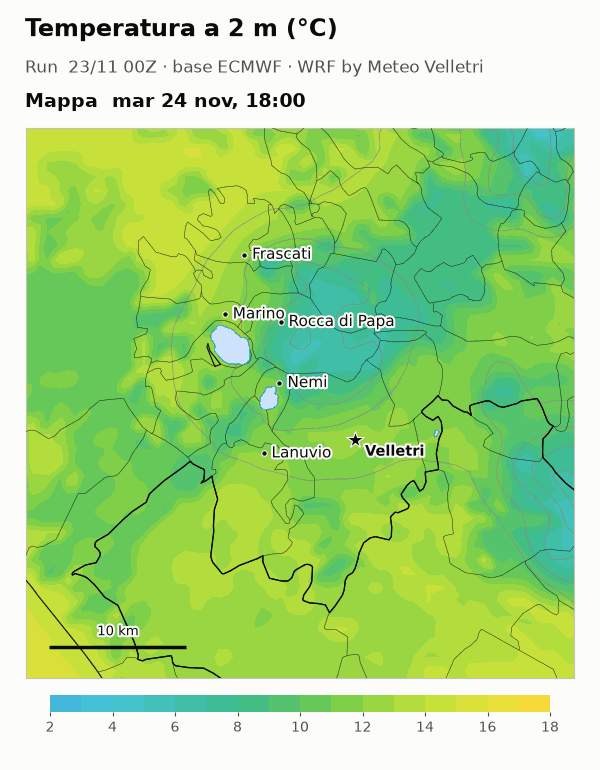 Temperatura a 2 m (°C)
Run  23/11 00Z · base ECMWF · WRF by Meteo Velletri
Mappa  mar 24 nov, 18:00
Frascati
Marino
Rocca di Papa
Nemi
Velletri
Lanuvio
10 km
2 4 6 8 10 12 14 16 18